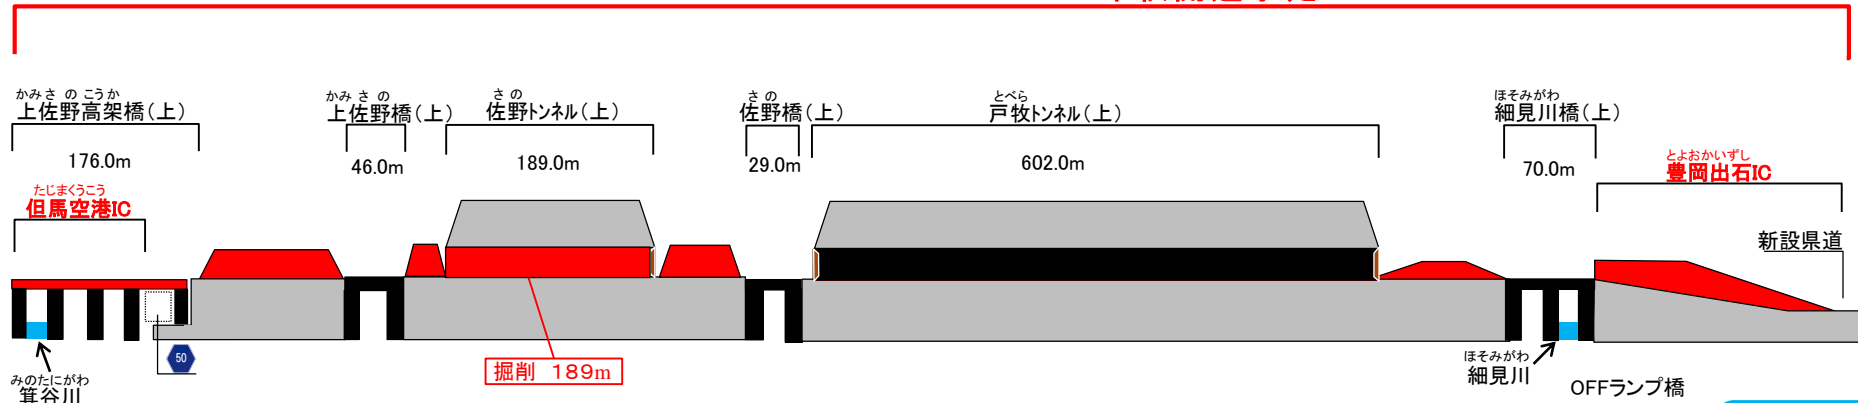 かみさ の こうか
上佐野高架橋(上)
かみ さ の
上佐野橋(上)
さ の
佐野トンネル(上)
さ の
佐野橋(上)
とべら
戸牧トンネル(上)
ほそみがわ
細見川橋(上)
176.0m
46.0m
189.0m
29.0m
602.0m
70.0m
とよおかいずし
豊岡出石IC
たじまくうこう
但馬空港IC
新設県道
50
掘削 189m
みのたにがわ
箕谷川
ほそみがわ
細見川
OFFランプ橋